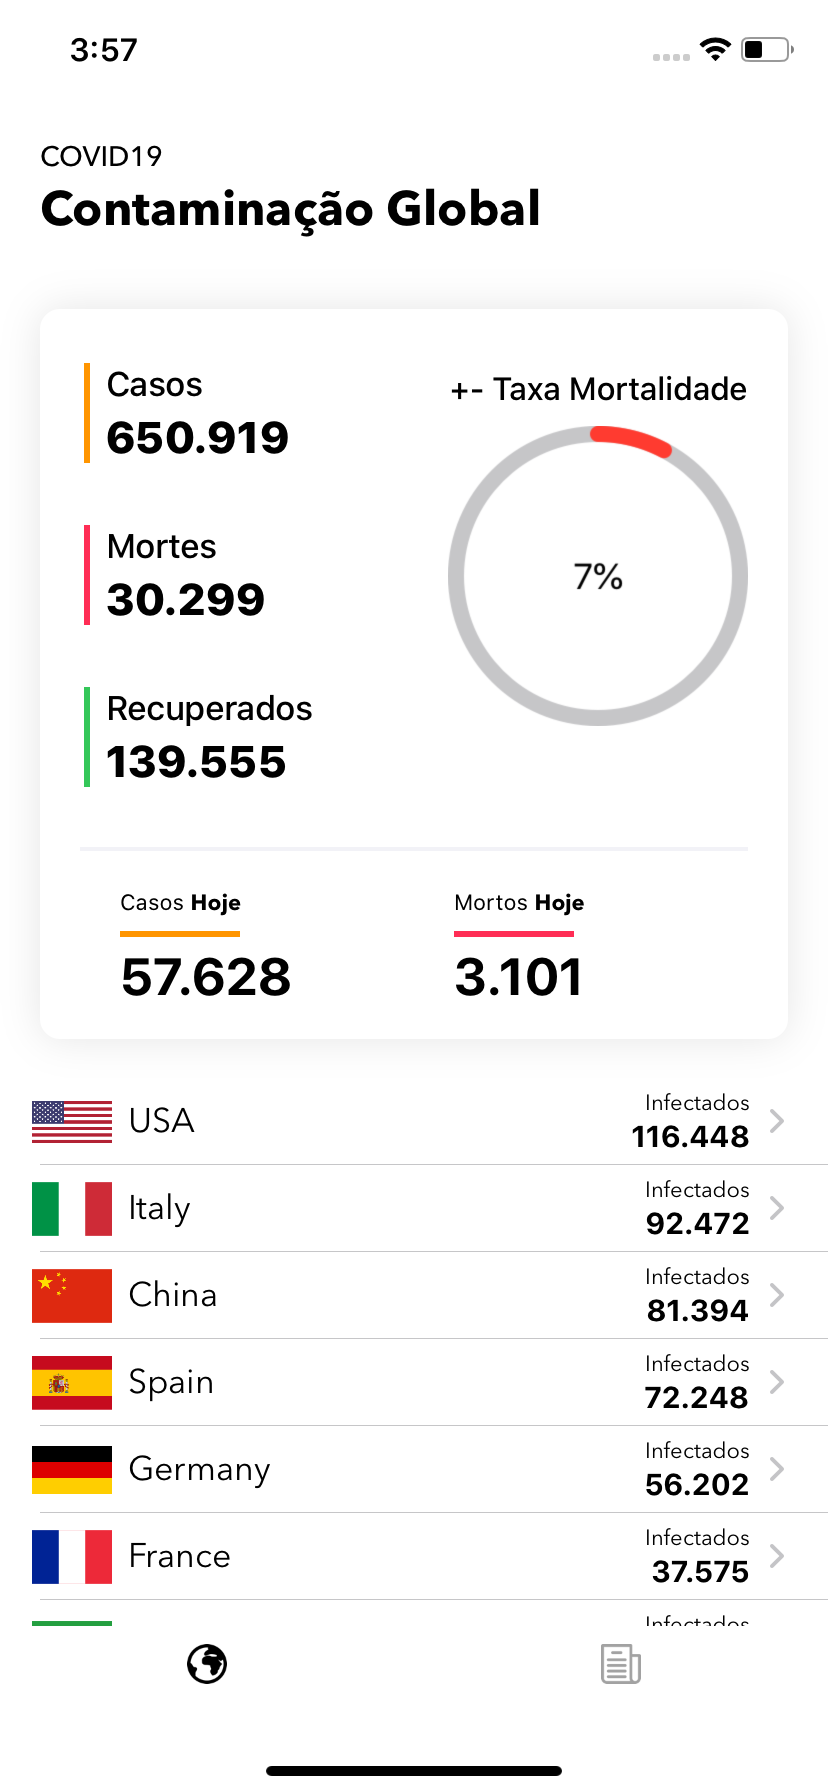 3:57
COVID19
Contaminação Global
Casos
650.919
+- Taxa Mortalidade
7%
Mortes
30.299
Recuperados
139.555
Casos Hoje
57.628
Mortos Hoje
3.101
USA
Infectados
116.448
Italy
Infectados
92.472
China
Infectados
81.394
Spain
Infectados
72.248
Germany
Infectados
56.202
France
Infectados
37.575
Infectados